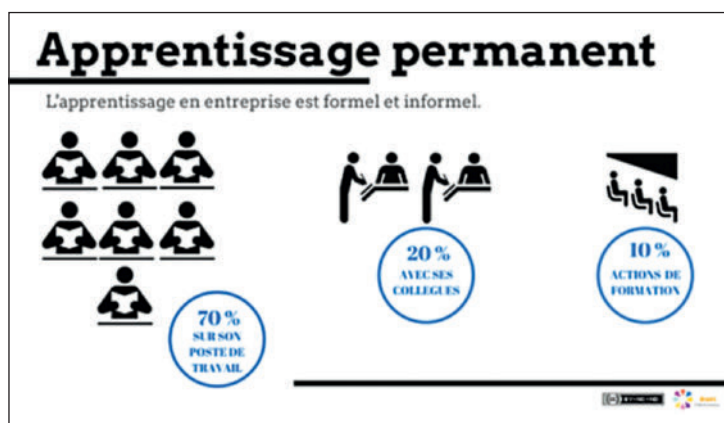 Apprentissage permanent
L'apprentissage en entreprise est formel et informel.
70 %
SUR SON
POSTE DE
TRAVAIL
20 %
AVEC SES
COLLEGUES
10 %
ACTIONS DE
FORMATION